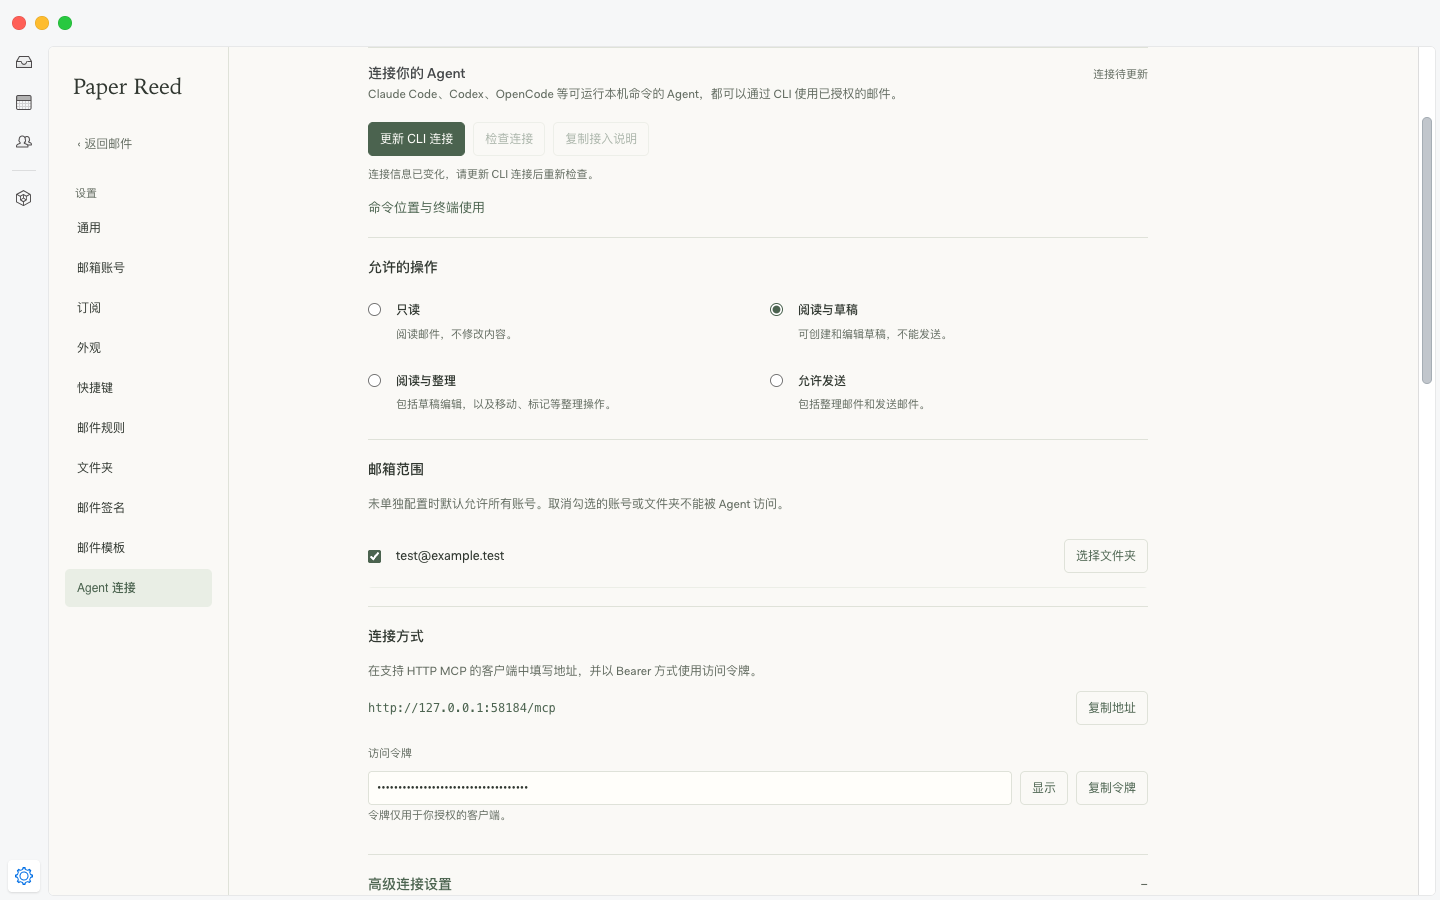 Paper Reed
‹ 返回邮件
设置
通用
邮箱账号
订阅
外观
快捷键
邮件规则
文件夹
邮件签名
邮件模板
Agent 连接
连接你的 Agent
连接待更新
Claude Code、Codex、OpenCode 等可运行本机命令的 Agent，都可以通过 CLI 使用已授权的邮件。
更新 CLI 连接
检查连接
复制接入说明
连接信息已变化，请更新 CLI 连接后重新检查。
命令位置与终端使用
允许的操作
只读
阅读邮件，不修改内容。
阅读与草稿
可创建和编辑草稿，不能发送。
阅读与整理
包括草稿编辑，以及移动、标记等整理操作。
允许发送
包括整理邮件和发送邮件。
邮箱范围
未单独配置时默认允许所有账号。取消勾选的账号或文件夹不能被 Agent 访问。
test@example.test
选择文件夹
连接方式
在支持 HTTP MCP 的客户端中填写地址，并以 Bearer 方式使用访问令牌。
http://127.0.0.1:58184/mcp
复制地址
访问令牌
••••••••••••••••••••••••••••••••••••
显示
复制令牌
令牌仅用于你授权的客户端。
高级连接设置
–